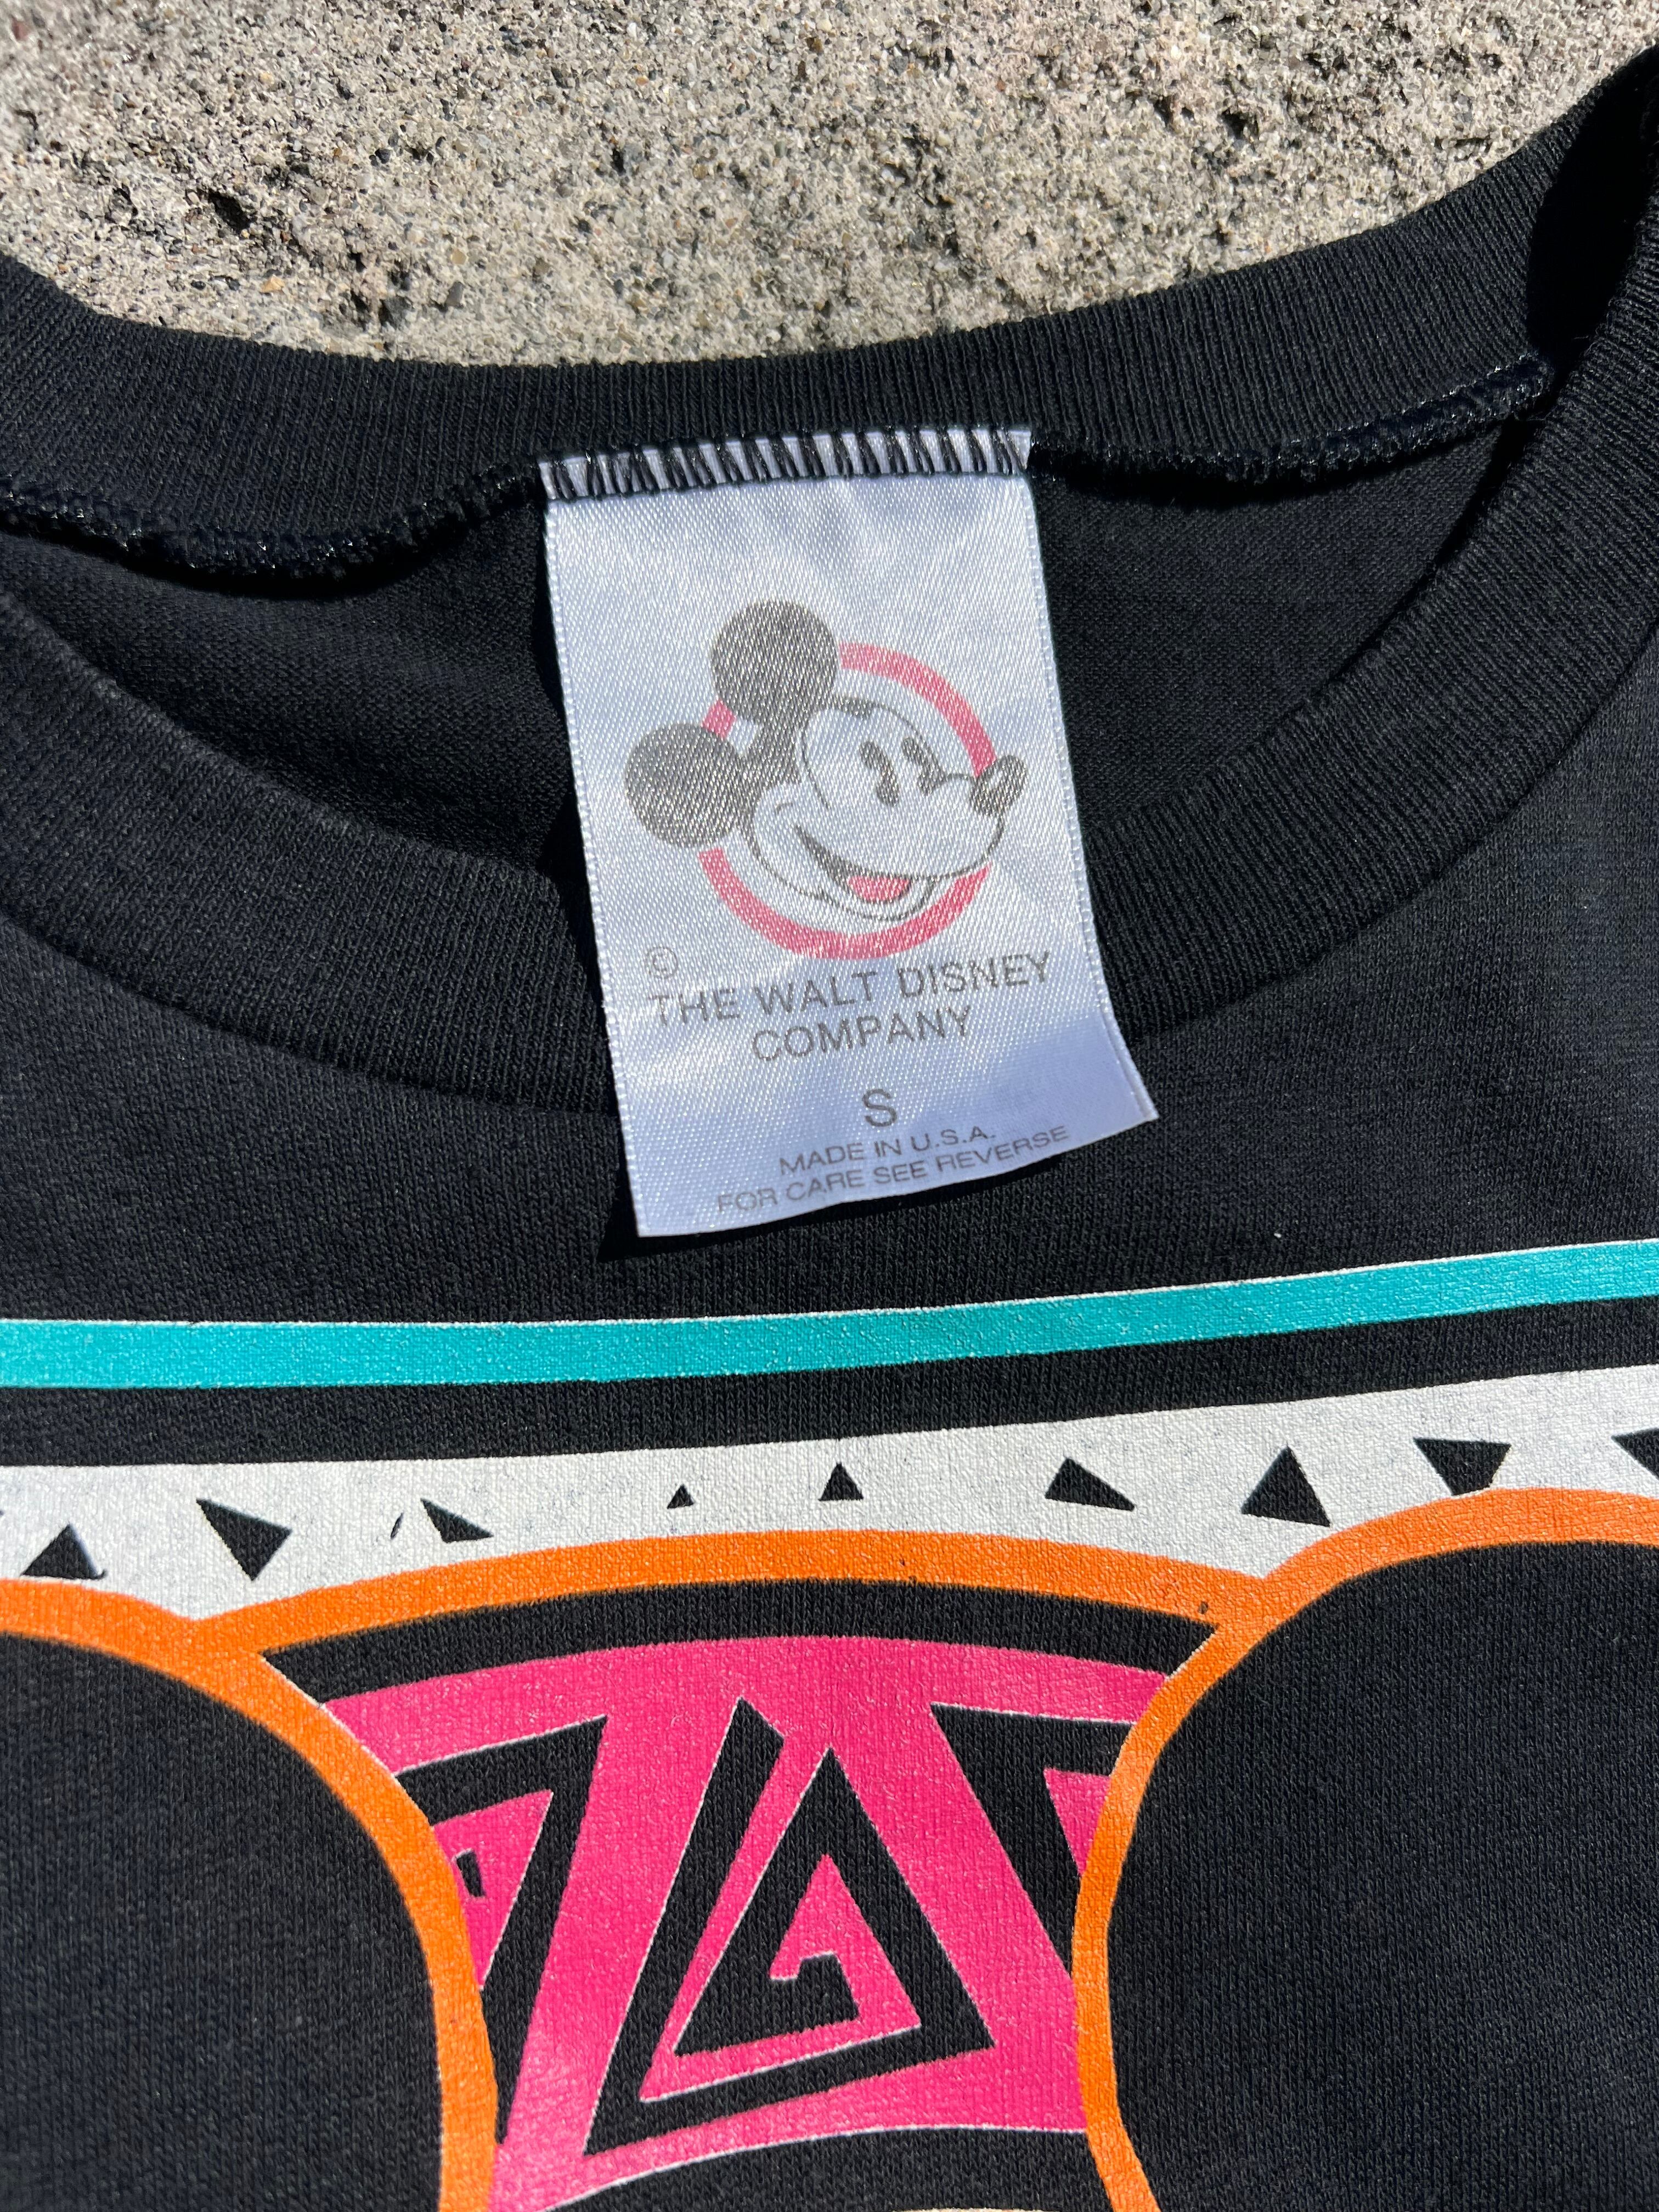 ©
THE WALT DISNEY
COMPANY
S
MADE IN U.S.A.
FOR CARE SEE REVERSE